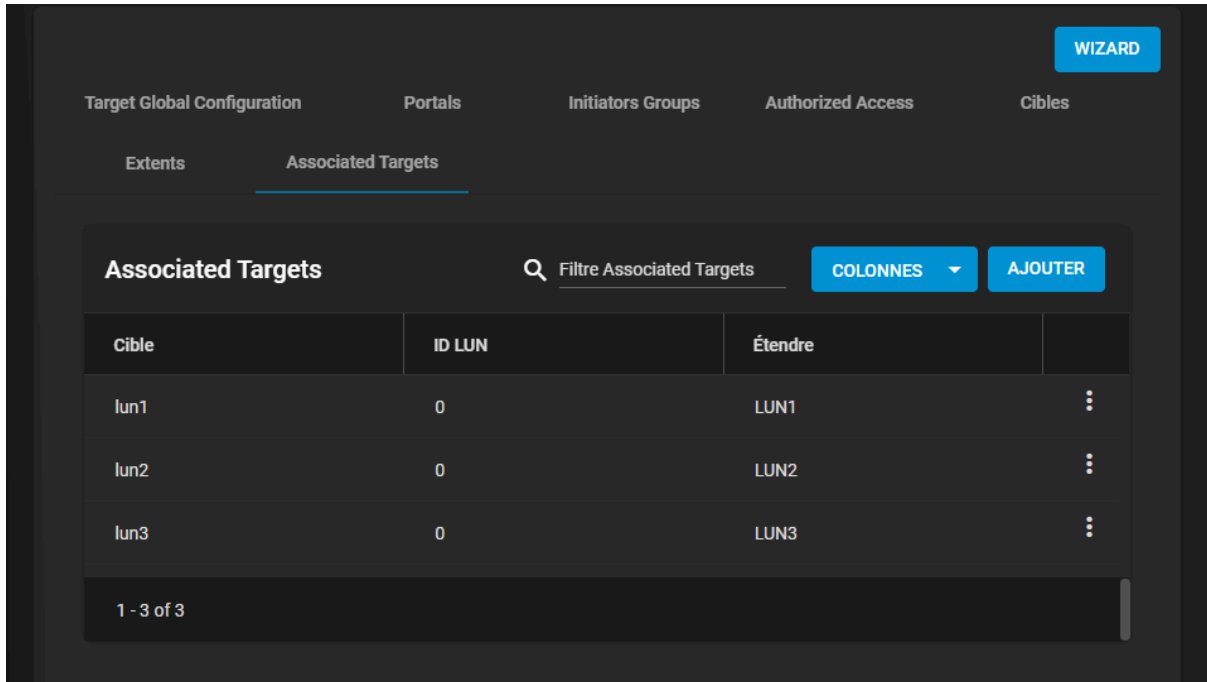 WIZARD
Target Global Configuration Portals Initiators Groups Authorized Access Cibles
Extents Associated Targets
Associated Targets Filtre Associated Targets COLONNES AJOUTER
Cible ID LUN Étendre
lun1 0 LUN1
lun2 0 LUN2
lun3 0 LUN3
1 - 3 of 3